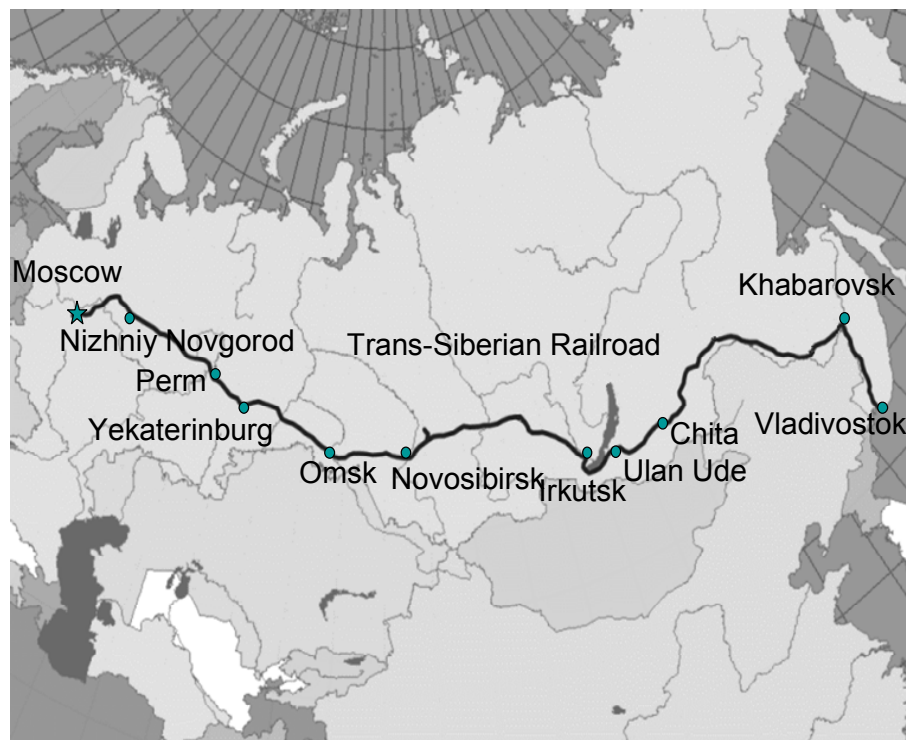 Moscow
Khabarovsk
Nizhniy Novgorod
Trans-Siberian Railroad
Perm
Yekaterinburg
Vladivostok
Chita
Omsk
Novosibirsk
Ulan Ude
Irkutsk